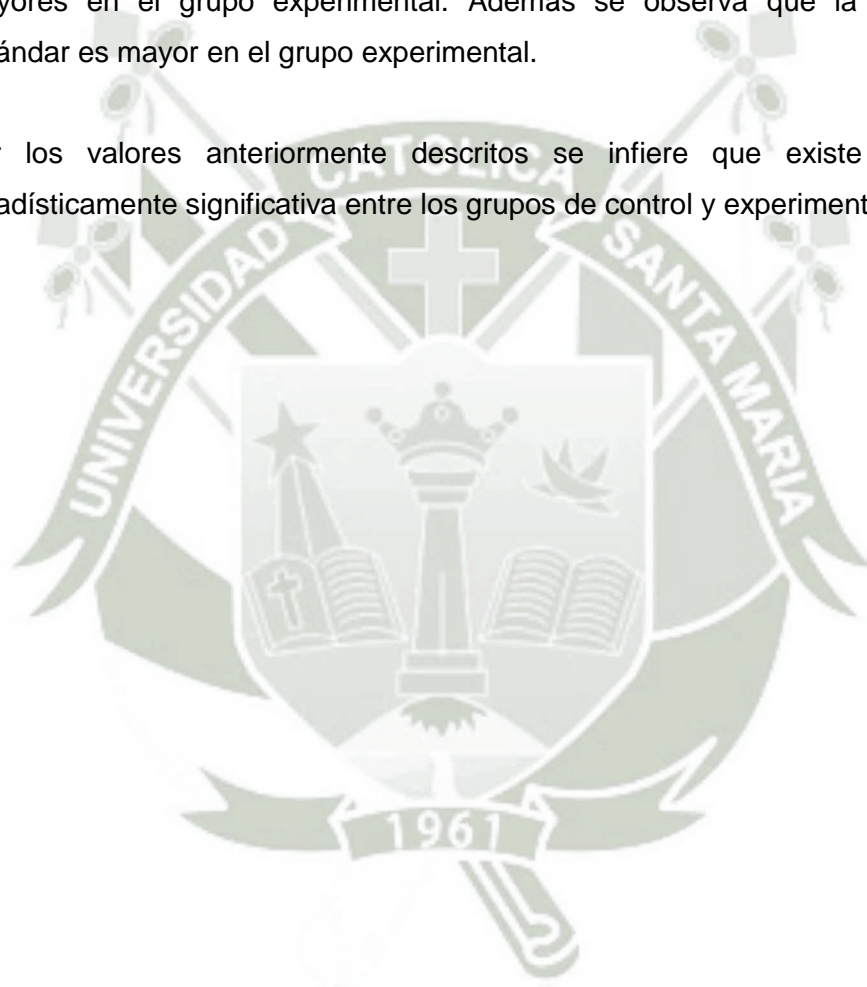 yores en el grupo experimental. Además se observa que la
ándar es mayor en el grupo experimental.
los valores anteriormente descritos se infiere que existe
adísticamente significativa entre los grupos de control y experiment
UNIVERSIDAD CATOLICA SANTA MARIA
1961